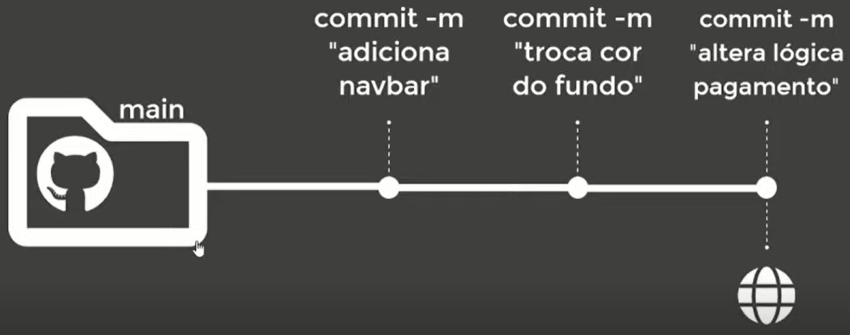 commit -m
"adiciona
navbar"
commit -m
"troca cor
do fundo"
commit -m
"altera lógica
pagamento"
main